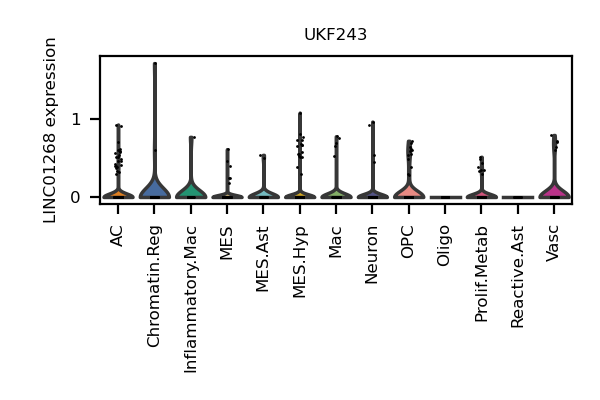 UKF243
LINC01268 expression
1
0
AC
Chromatin.Reg
Inflammatory.Mac
MES
MES.Ast
MES.Hyp
Mac
Neuron
OPC
Oligo
Prolif.Metab
Reactive.Ast
Vasc